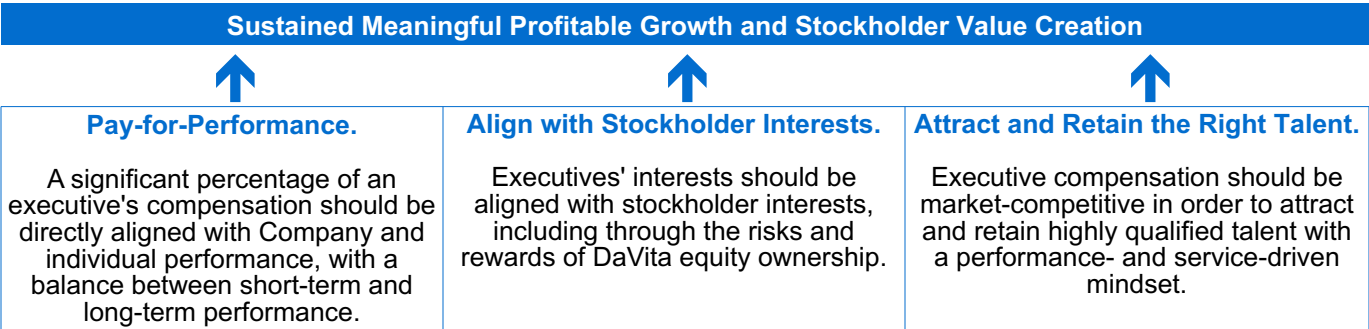 Sustained Meaningful Profitable Growth and Stockholder Value Creation
Pay-for-Performance.
A significant percentage of an
executive's compensation should be
directly aligned with Company and
individual performance, with a
balance between short-term and
long-term performance.
Align with Stockholder Interests.
Executives' interests should be
aligned with stockholder interests,
including through the risks and
rewards of DaVita equity ownership.
Attract and Retain the Right Talent.
Executive compensation should be
market-competitive in order to attract
and retain highly qualified talent with
a performance- and service-driven
mindset.